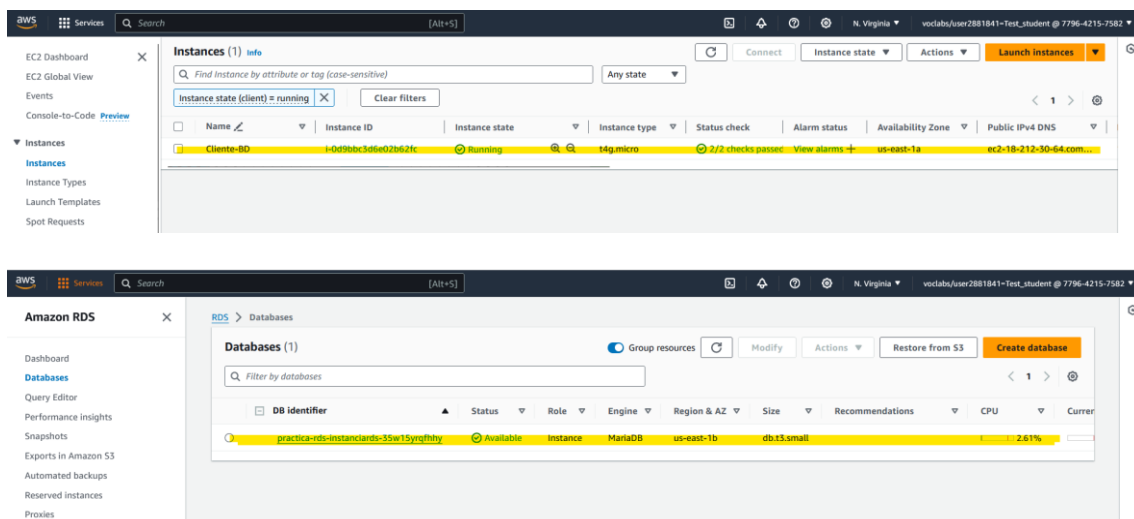 aws Services Search [Alt+S] N. Virginia ▼ voclabs/user2881841=Test_student @ 7796-4215-7582 ▼
EC2 Dashboard
EC2 Global View
Events
Console-to-Code Preview
Instances
Instances
Instance Types
Launch Templates
Spot Requests
Instances (1) Info Connect Instance state ▼ Actions ▼ Launch instances ▼
Find Instance by attribute or tag (case-sensitive) Any state ▼
Instance state (client) = running X Clear filters < 1 >
Name Instance ID Instance state Instance type Status check Alarm status Availability Zone Public IPv4 DNS
Cliente-BD i-0d9bbc3d6e02b62fc Running t4g.micro 2/2 checks passed View alarms + us-east-1a ec2-18-212-30-64.com...
aws Services Search [Alt+S] N. Virginia ▼ voclabs/user2881841=Test_student @ 7796-4215-7582 ▼
Amazon RDS
Dashboard
Databases
Query Editor
Performance insights
Snapshots
Exports in Amazon S3
Automated backups
Reserved instances
Proxies
RDS > Databases
Databases (1) Group resources Modify Actions ▼ Restore from S3 Create database
Filter by databases < 1 >
DB identifier Status Role Engine Region & AZ Size Recommendations CPU Curren
practica-rds-instanciards-35w15yrqfhhy Available Instance MariaDB us-east-1b db.t3.small 2.61%